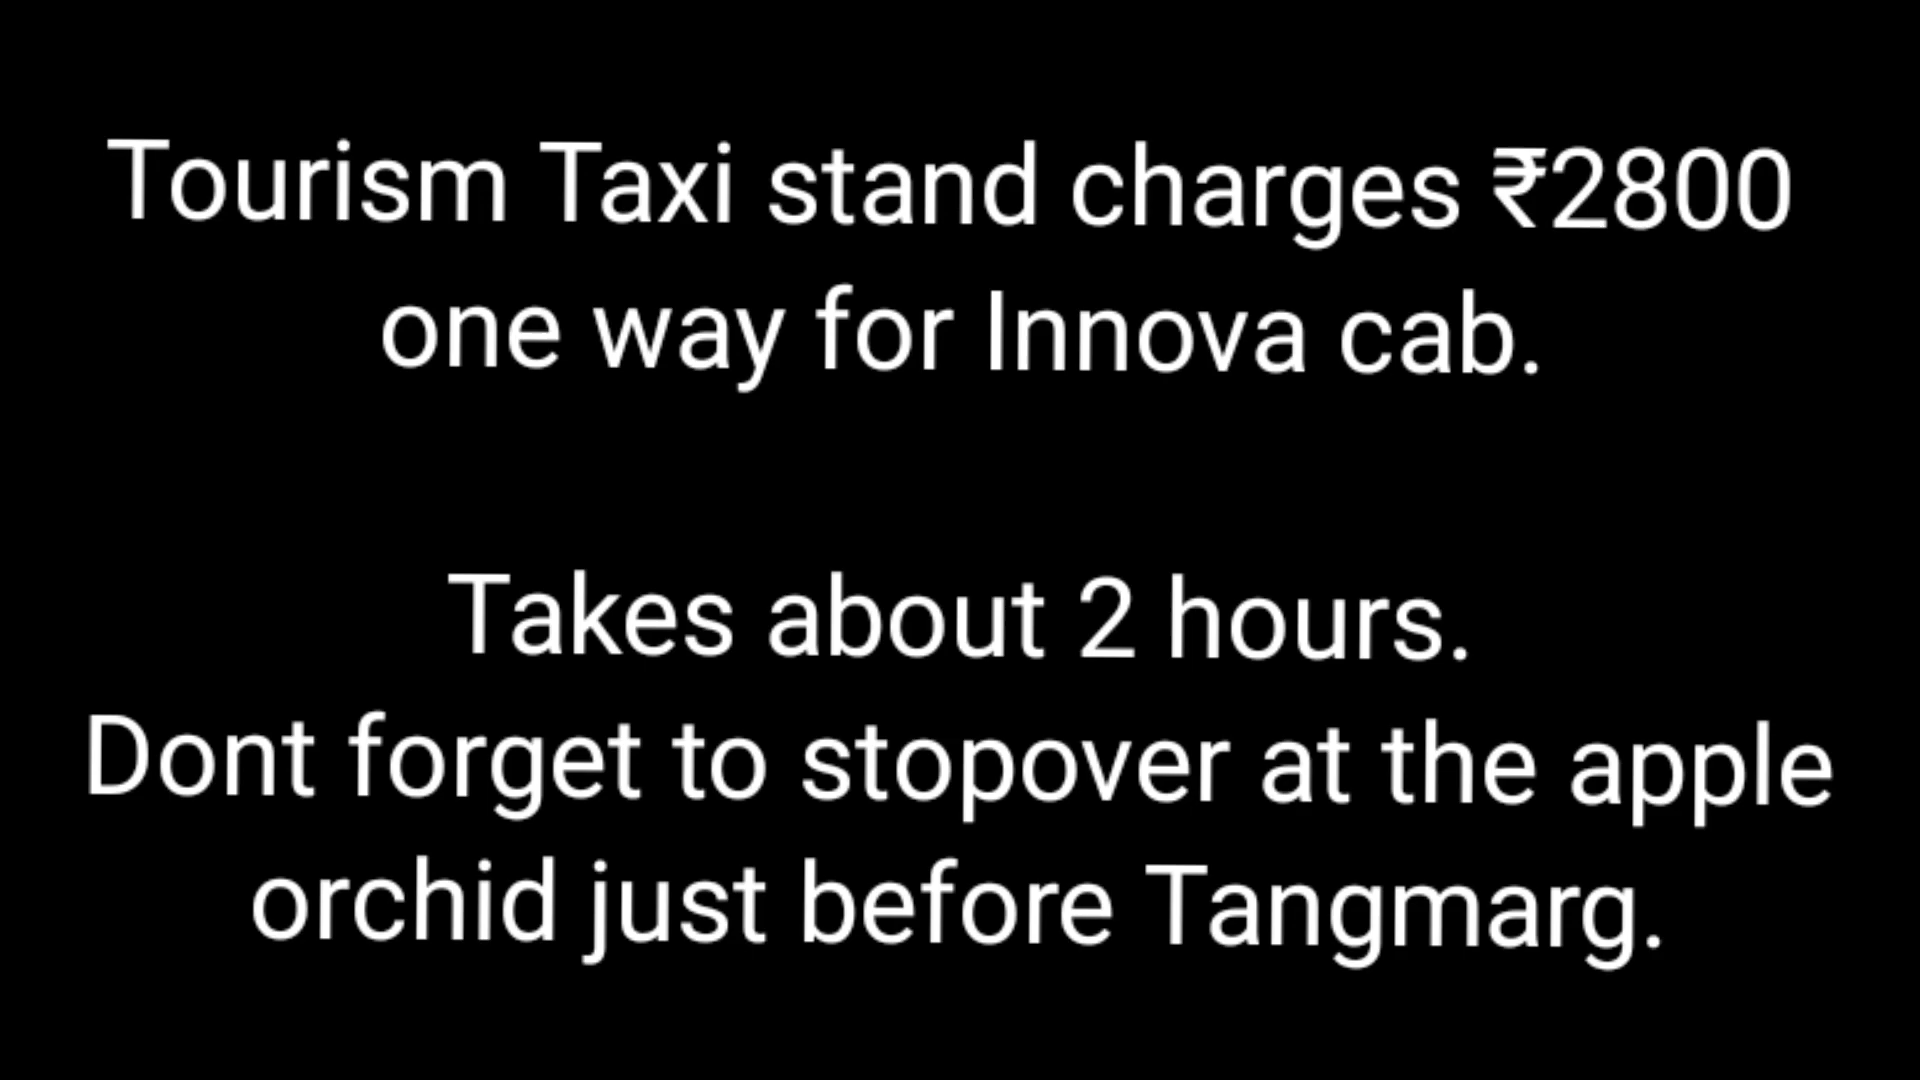 Tourism Taxi stand charges ₹2800
one way for Innova cab.
Takes about 2 hours.
Dont forget to stopover at the apple
orchid just before Tangmarg.